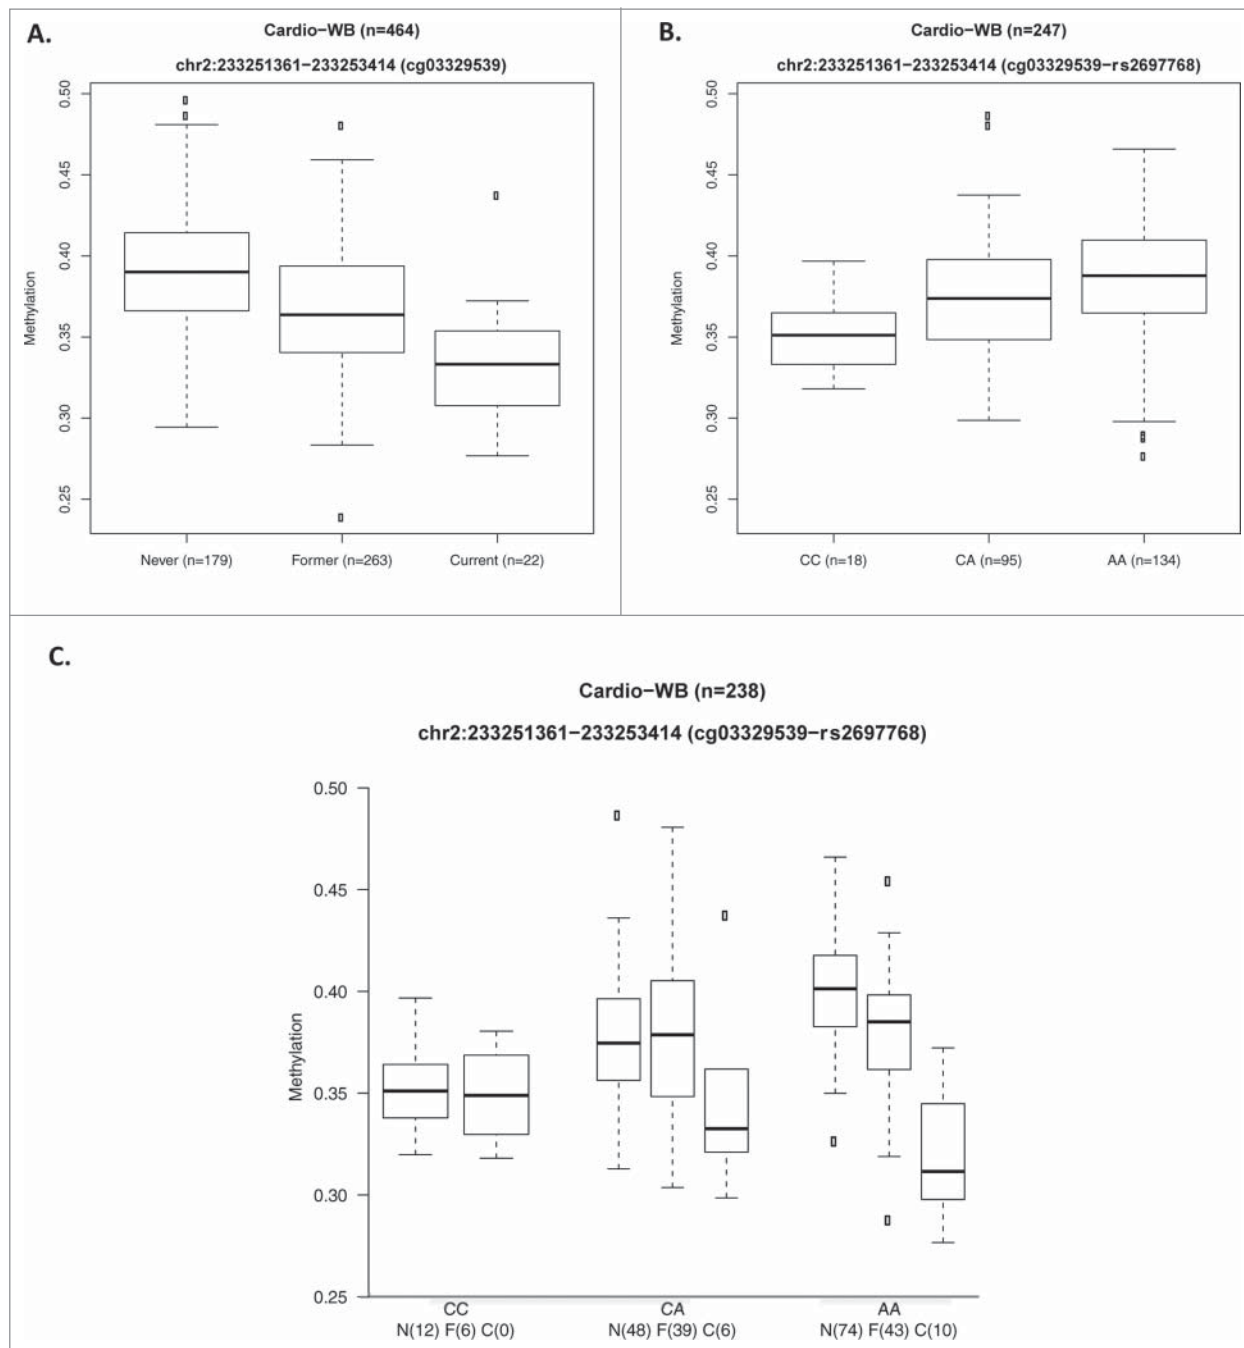 A.
Cardio−WB (n=464)
chr2:233251361−233253414 (cg03329539)
0.50
0.45
0.40
0.35
0.30
0.25
Methylation
Never (n=179)
Former (n=263)
Current (n=22)
B.
Cardio−WB (n=247)
chr2:233251361−233253414 (cg03329539−rs2697768)
0.50
0.45
0.40
0.35
0.30
0.25
Methylation
CC (n=18)
CA (n=95)
AA (n=134)
C.
Cardio−WB (n=238)
chr2:233251361−233253414 (cg03329539−rs2697768)
0.50
0.45
0.40
0.35
0.30
0.25
Methylation
CC
CA
AA
N(12) F(6) C(0)
N(48) F(39) C(6)
N(74) F(43) C(10)